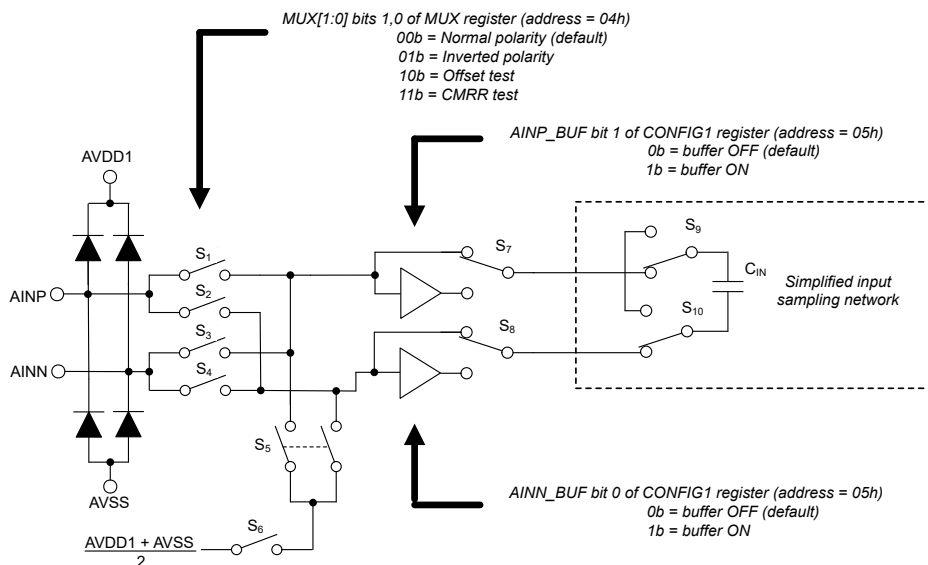 MUX[1:0] bits 1,0 of MUX register (address = 04h)
00b = Normal polarity (default)
01b = Inverted polarity
10b = Offset test
11b = CMRR test
AINP_BUF bit 1 of CONFIG1 register (address = 05h)
0b = buffer OFF (default)
1b = buffer ON
AVDD1
S1
S2
S3
S4
AINP
AINN
S7
S8
S9
S10
CIN
Simplified input
sampling network
S5
AVSS
S6
AVDD1 + AVSS
2
AINN_BUF bit 0 of CONFIG1 register (address = 05h)
0b = buffer OFF (default)
1b = buffer ON